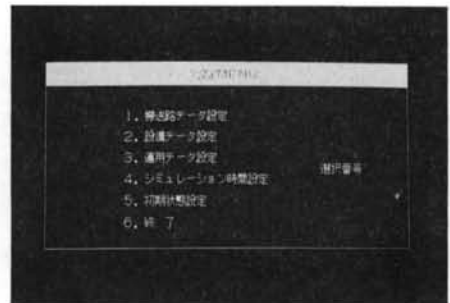 1. 搬送路データ設定
2. 設備データ設定
3. 運用データ設定
4. シミュレーション時間設定
選択番号
5. 初期状態設定
6. 終 了